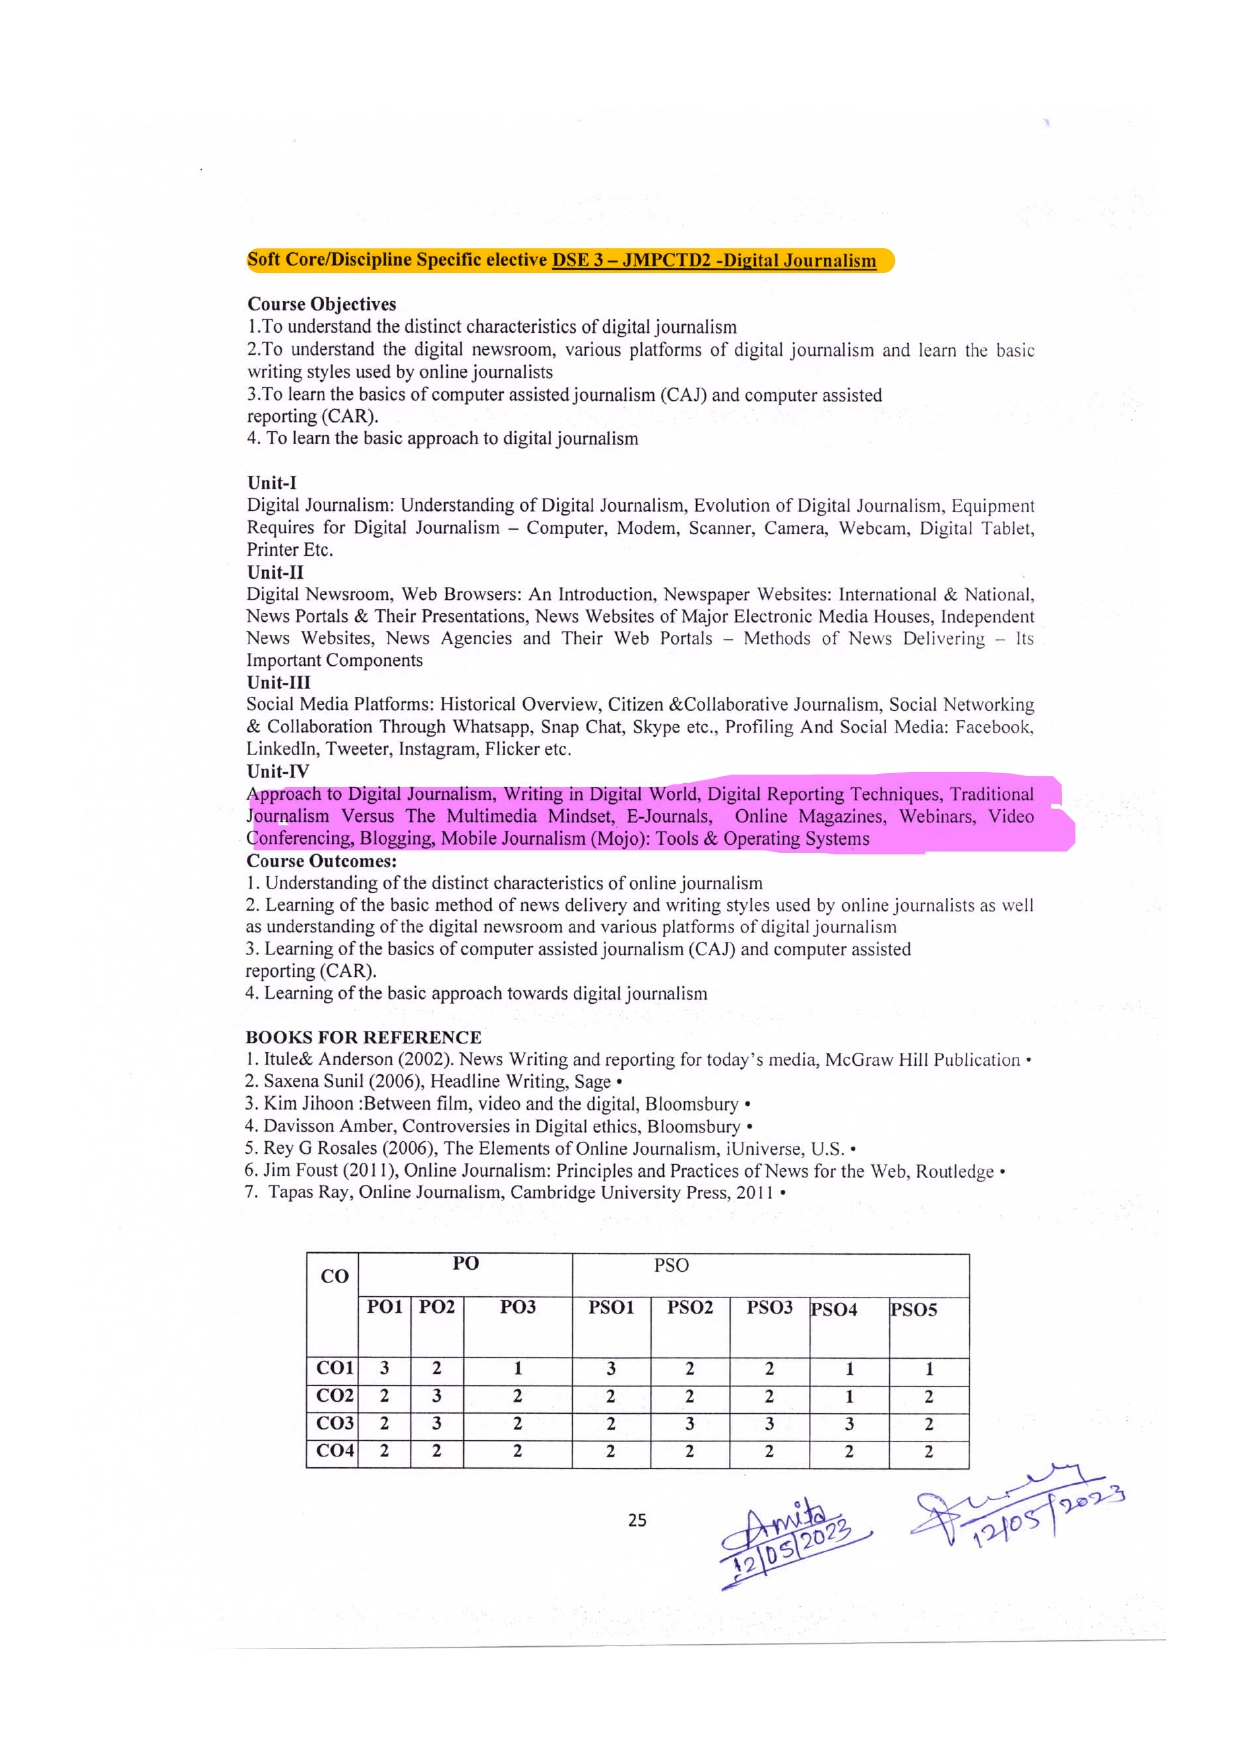 Soft Core/Discipline Specific elective DSE 3 – JMPCTD2 -Digital Journalism
Course Objectives
1.To understand the distinct characteristics of digital journalism
2.To understand the digital newsroom, various platforms of digital journalism and learn the basic
writing styles used by online journalists
3.To learn the basics of computer assisted journalism (CAJ) and computer assisted
reporting (CAR).
4. To learn the basic approach to digital journalism
Unit-I
Digital Journalism: Understanding of Digital Journalism, Evolution of Digital Journalism, Equipment
Requires for Digital Journalism – Computer, Modem, Scanner, Camera, Webcam, Digital Tablet,
Printer Etc.
Unit-II
Digital Newsroom, Web Browsers: An Introduction, Newspaper Websites: International & National,
News Portals & Their Presentations, News Websites of Major Electronic Media Houses, Independent
News Websites, News Agencies and Their Web Portals – Methods of News Delivering – Its
Important Components
Unit-III
Social Media Platforms: Historical Overview, Citizen &Collaborative Journalism, Social Networking
& Collaboration Through Whatsapp, Snap Chat, Skype etc., Profiling And Social Media: Facebook,
LinkedIn, Tweeter, Instagram, Flicker etc.
Unit-IV
Approach to Digital Journalism, Writing in Digital World, Digital Reporting Techniques, Traditional
Journalism Versus The Multimedia Mindset, E-Journals, Online Magazines, Webinars, Video
Conferencing, Blogging, Mobile Journalism (Mojo): Tools & Operating Systems
Course Outcomes:
1. Understanding of the distinct characteristics of online journalism
2. Learning of the basic method of news delivery and writing styles used by online journalists as well
as understanding of the digital newsroom and various platforms of digital journalism
3. Learning of the basics of computer assisted journalism (CAJ) and computer assisted
reporting (CAR).
4. Learning of the basic approach towards digital journalism
BOOKS FOR REFERENCE
1. Itule& Anderson (2002). News Writing and reporting for today's media, McGraw Hill Publication •
2. Saxena Sunil (2006), Headline Writing, Sage •
3. Kim Jihoon :Between film, video and the digital, Bloomsbury •
4. Davisson Amber, Controversies in Digital ethics, Bloomsbury •
5. Rey G Rosales (2006), The Elements of Online Journalism, iUniverse, U.S. •
6. Jim Foust (2011), Online Journalism: Principles and Practices of News for the Web, Routledge •
7. Tapas Ray, Online Journalism, Cambridge University Press, 2011 •
CO PO PSO
PO1 PO2 PO3 PSO1 PSO2 PSO3 PSO4 PSO5
CO1 3 2 1 3 2 2 1 1
CO2 2 3 2 2 2 2 1 2
CO3 2 3 2 2 3 3 3 2
CO4 2 2 2 2 2 2 2 2
25
Amita
12/05/2023
12/05/2023